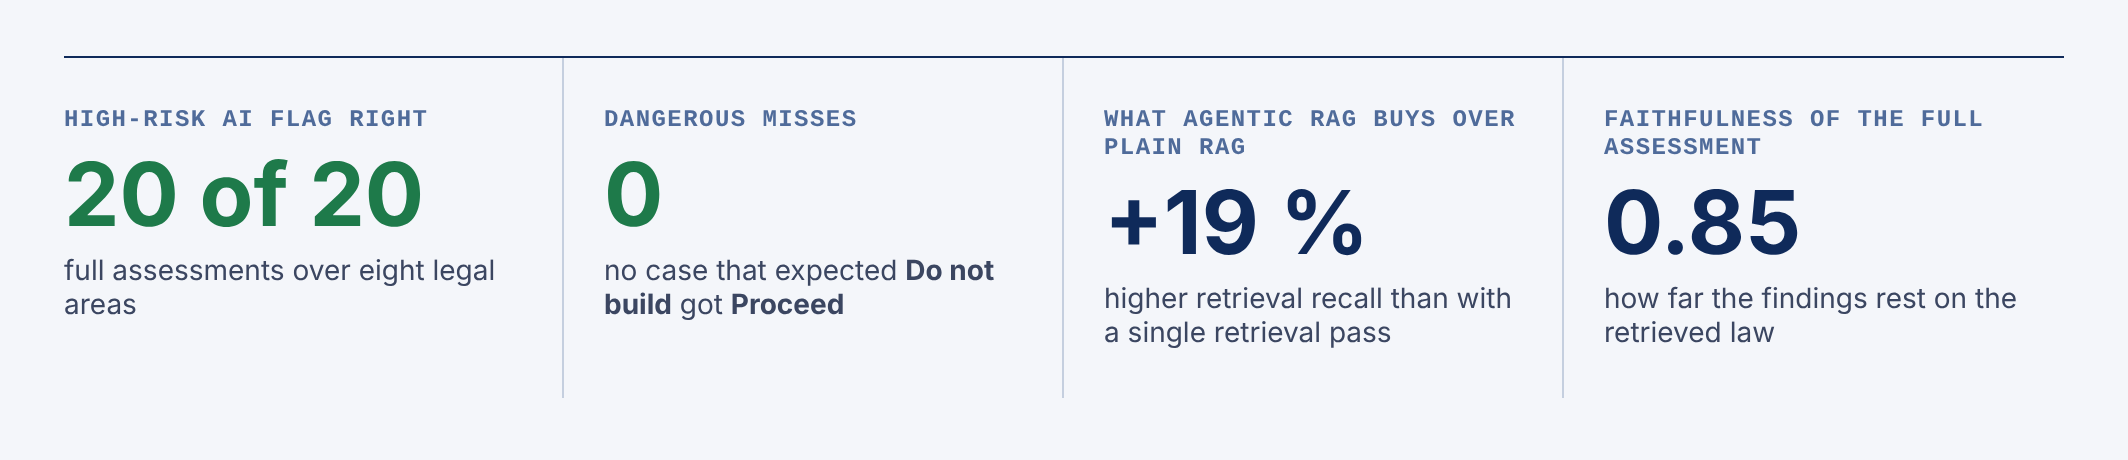 HIGH-RISK AI FLAG RIGHT
20 of 20
full assessments over eight legal
areas
DANGEROUS MISSES
0
no case that expected Do not
build got Proceed
WHAT AGENTIC RAG BUYS OVER
PLAIN RAG
+19 %
higher retrieval recall than with
a single retrieval pass
FAITHFULNESS OF THE FULL
ASSESSMENT
0.85
how far the findings rest on the
retrieved law